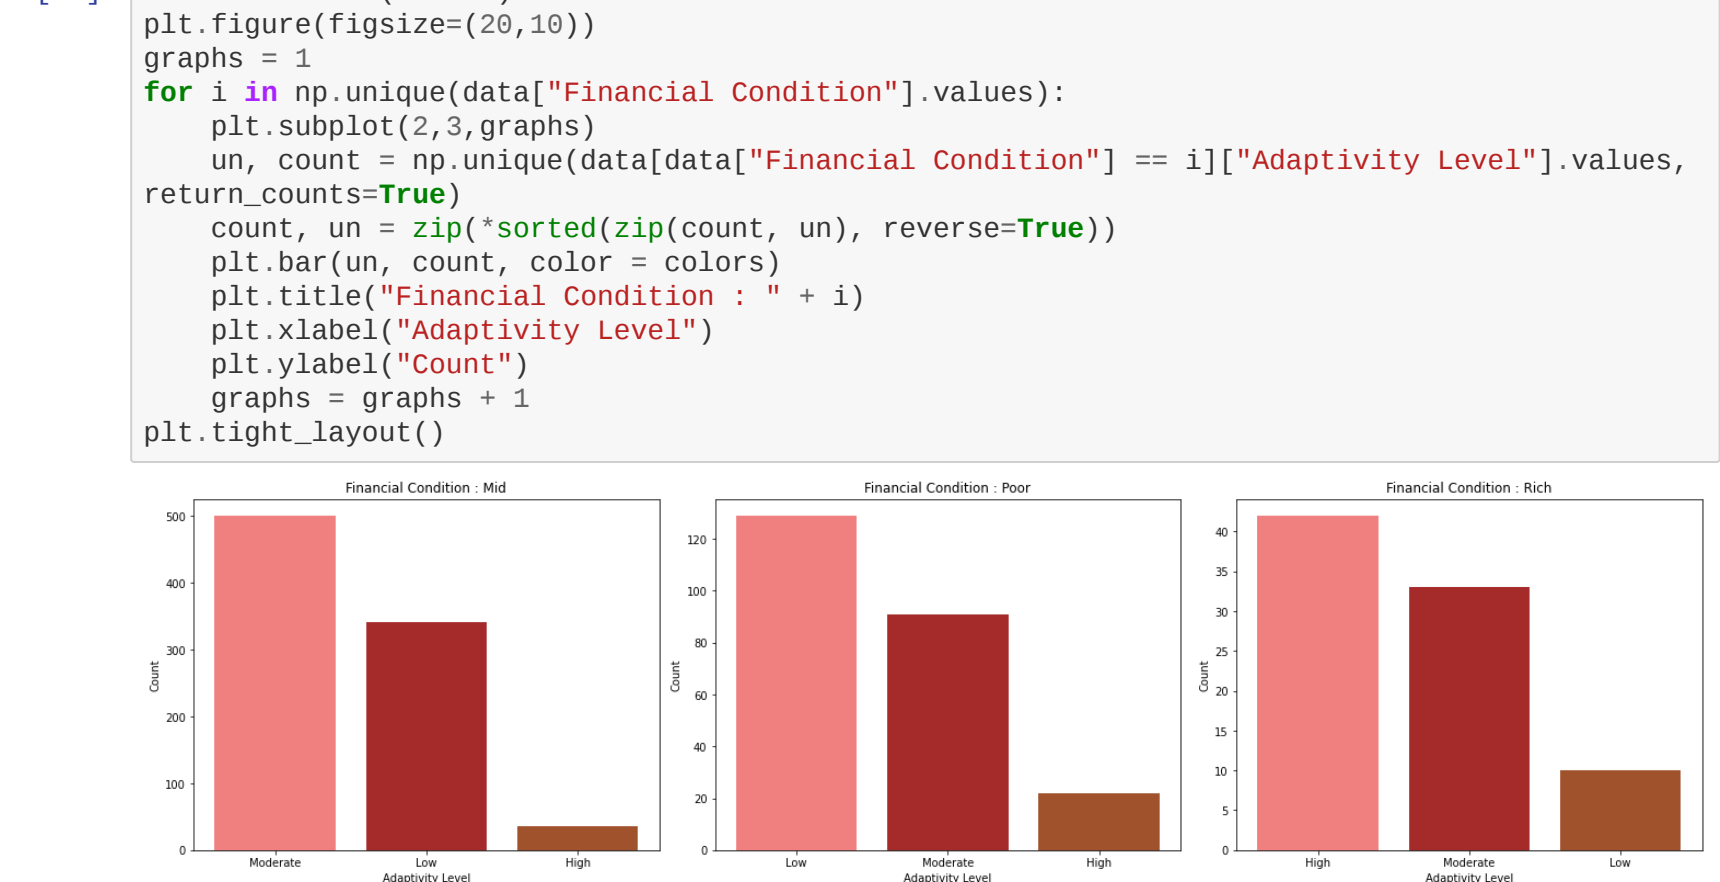 plt.figure(figsize=(20,10))
graphs = 1
for i in np.unique(data["Financial Condition"].values):
    plt.subplot(2,3,graphs)
    un, count = np.unique(data[data["Financial Condition"] == i]["Adaptivity Level"].values,
return_counts=True)
    count, un = zip(*sorted(zip(count, un), reverse=True))
    plt.bar(un, count, color = colors)
    plt.title("Financial Condition : " + i)
    plt.xlabel("Adaptivity Level")
    plt.ylabel("Count")
    graphs = graphs + 1
plt.tight_layout()
Financial Condition : Mid
500
400
300
200
100
0
Count
Moderate Low High
Adaptivity Level
Financial Condition : Poor
120
100
80
60
40
20
0
Count
Low Moderate High
Adaptivity Level
Financial Condition : Rich
40
35
30
25
20
15
10
5
0
Count
High Moderate Low
Adaptivity Level